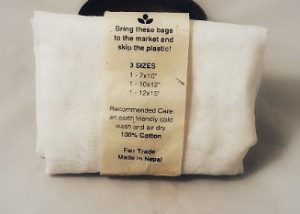 Bring these bags
to the market and
skip the plastic!
3 SIZES
1 - 7x10"
1 - 10x12"
1 - 12x15"
Recommended Care:
an earth friendly cold
wash and air dry
100% Cotton
Fair Trade
Made in Nepal